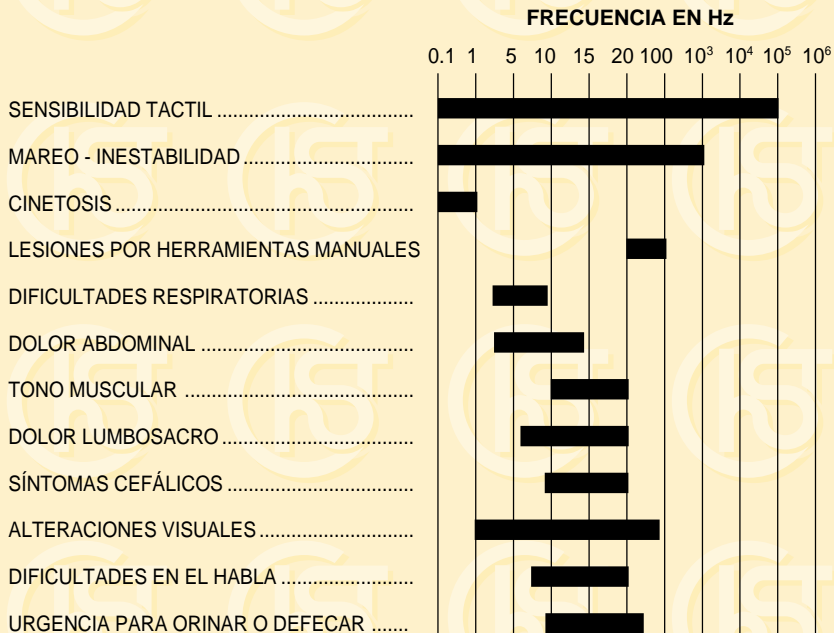 FRECUENCIA EN Hz
0.1 1 5 10 15 20 100 10³ 10⁴ 10⁵ 10⁶
SENSIBILIDAD TACTIL ...................................
MAREO - INESTABILIDAD ...............................
CINETOSIS ......................................................
LESIONES POR HERRAMIENTAS MANUALES
DIFICULTADES RESPIRATORIAS ..................
DOLOR ABDOMINAL .......................................
TONO MUSCULAR ..........................................
DOLOR LUMBOSACRO ...................................
SÍNTOMAS CEFÁLICOS ..................................
ALTERACIONES VISUALES ............................
DIFICULTADES EN EL HABLA ........................
URGENCIA PARA ORINAR O DEFECAR .......